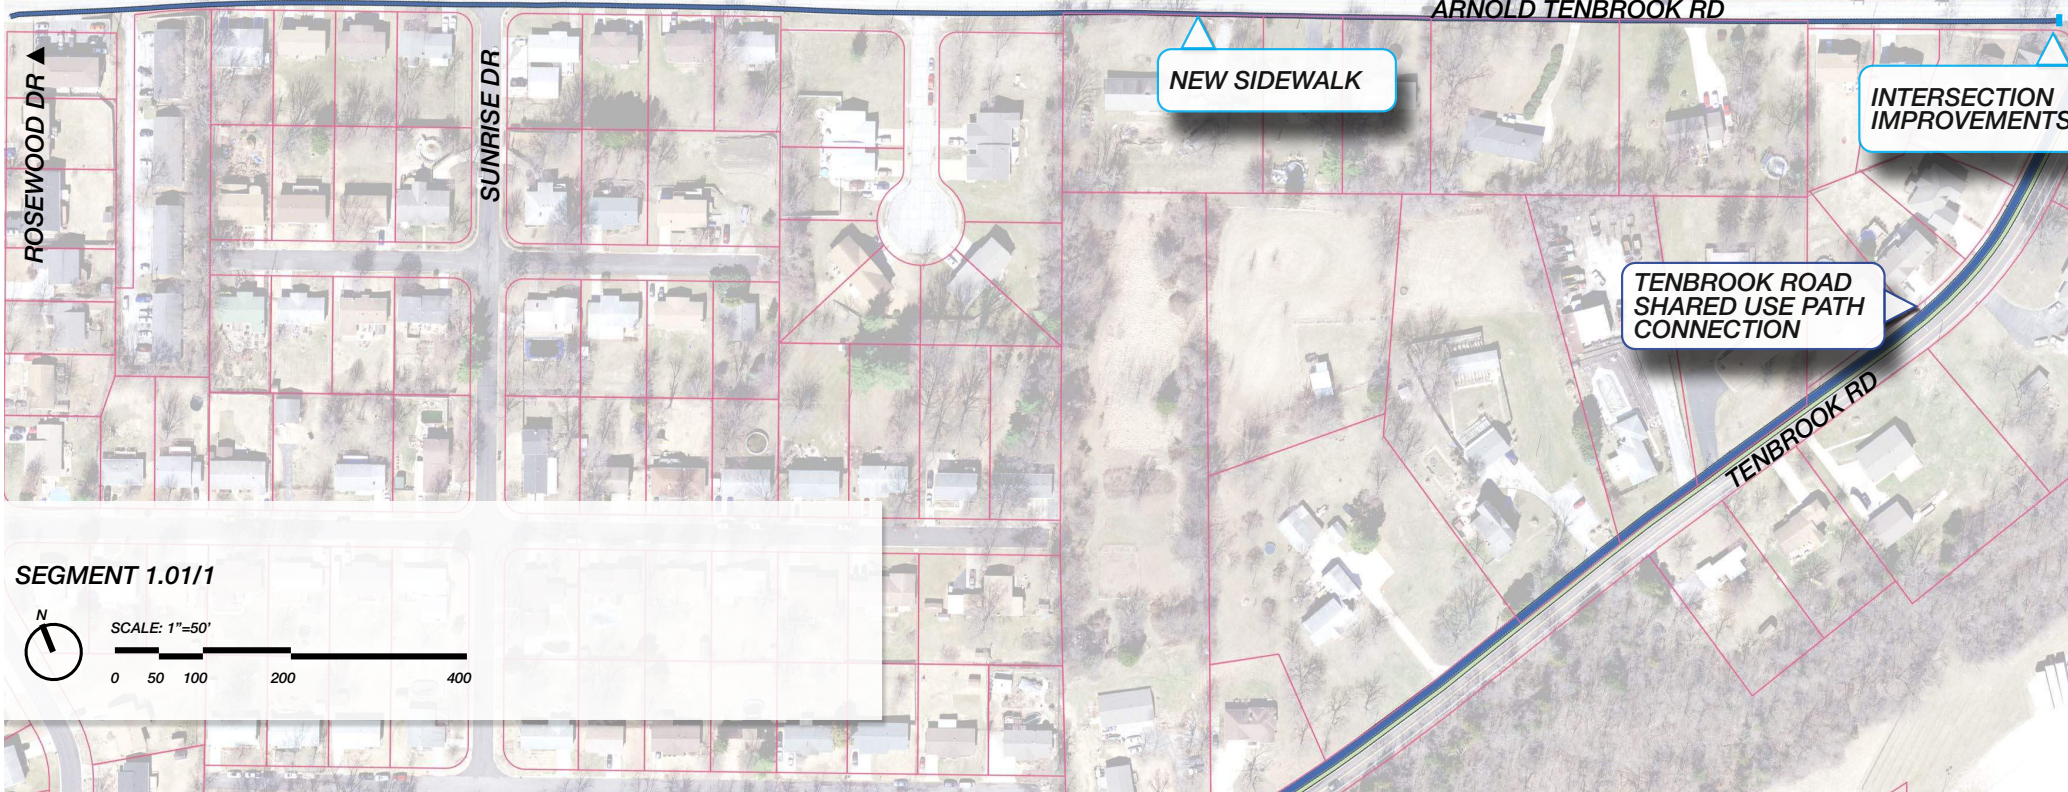 ARNOLD TENBROOK RD
ROSEWOOD DR ▲
SUNRISE DR
NEW SIDEWALK
INTERSECTION
IMPROVEMENTS
TENBROOK ROAD
SHARED USE PATH
CONNECTION
TENBROOK RD
SEGMENT 1.01/1
N
SCALE: 1"=50'
0 50 100 200 400